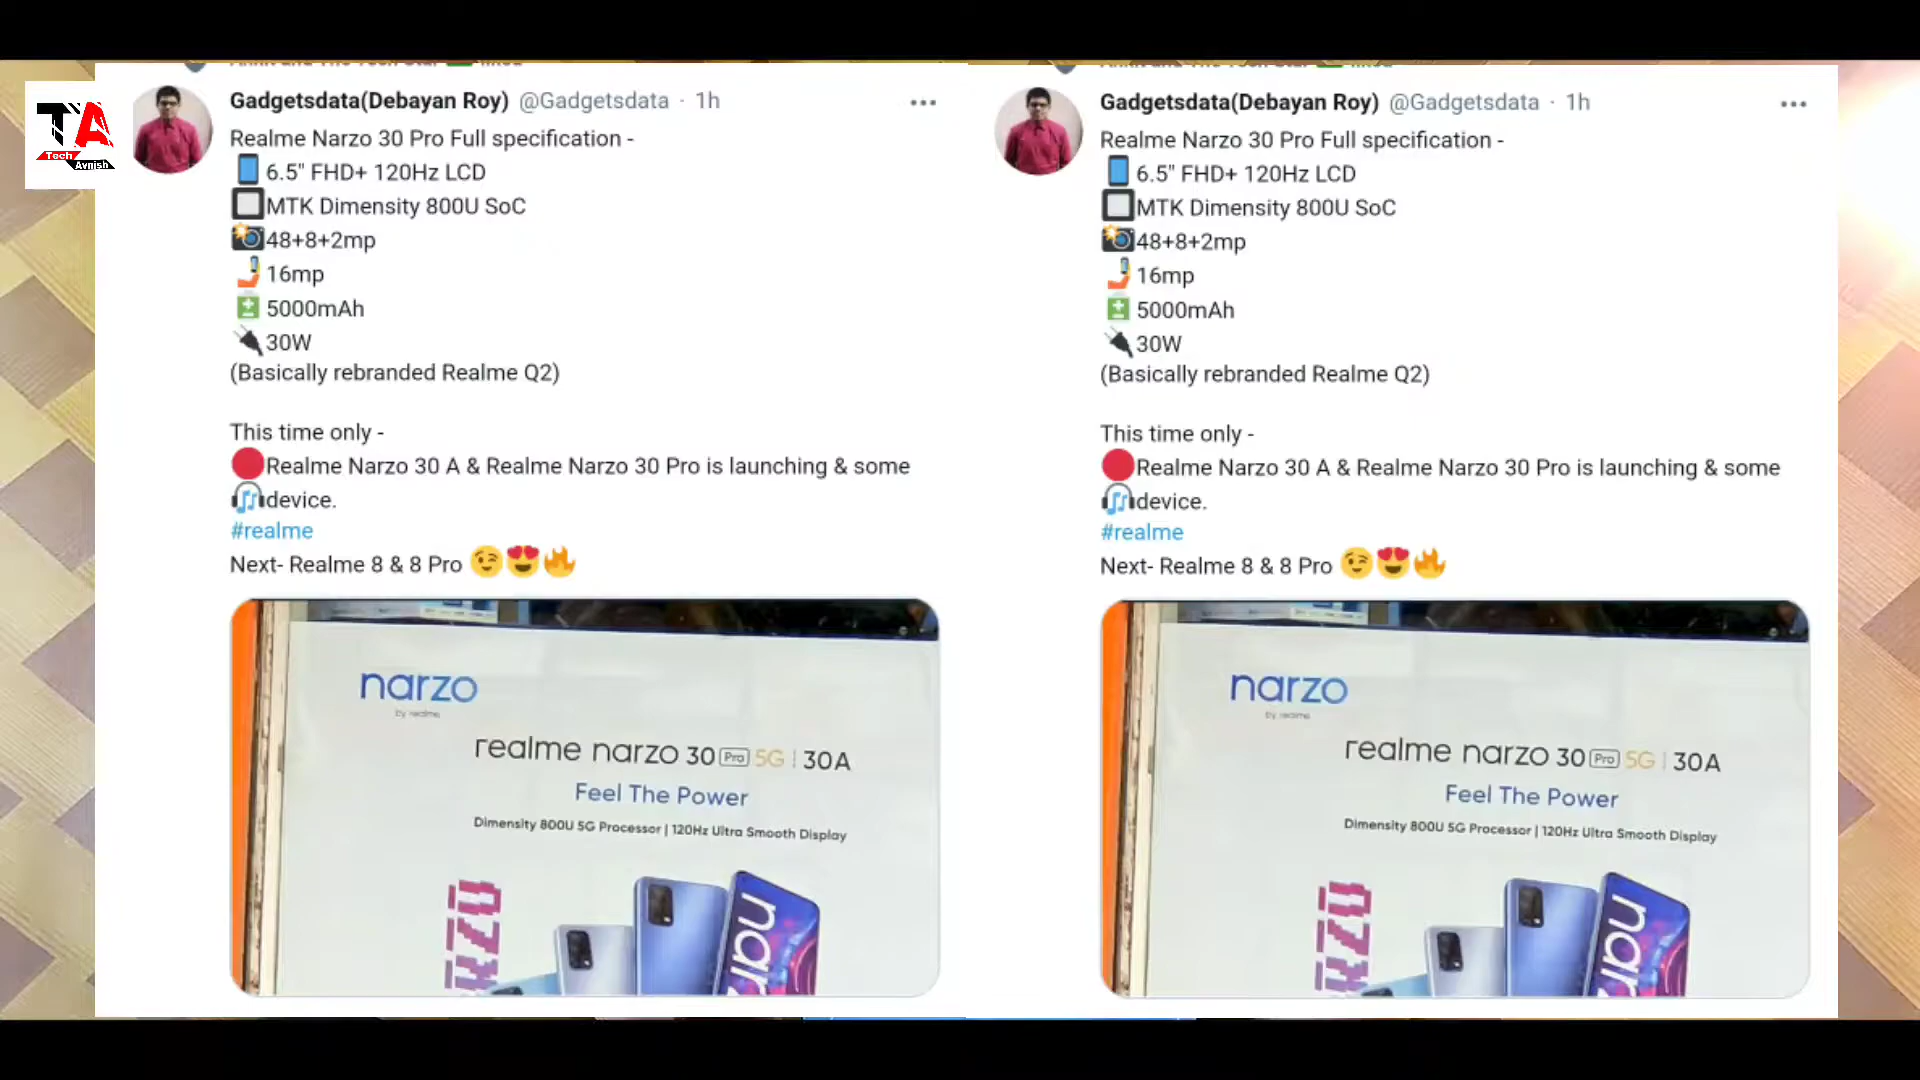 TA
Tech
Avnish
Gadgetsdata(Debayan Roy) @Gadgetsdata · 1h
Realme Narzo 30 Pro Full specification -
6.5" FHD+ 120Hz LCD
MTK Dimensity 800U SoC
48+8+2mp
16mp
5000mAh
30W
(Basically rebranded Realme Q2)
This time only -
🔴Realme Narzo 30 A & Realme Narzo 30 Pro is launching & some
🎧device.
#realme
Next- Realme 8 & 8 Pro 😉😍🔥
narzo
by realme
realme narzo 30 Pro 5G | 30A
Feel The Power
Dimensity 800U 5G Processor | 120Hz Ultra Smooth Display
Gadgetsdata(Debayan Roy) @Gadgetsdata · 1h
Realme Narzo 30 Pro Full specification -
6.5" FHD+ 120Hz LCD
MTK Dimensity 800U SoC
48+8+2mp
16mp
5000mAh
30W
(Basically rebranded Realme Q2)
This time only -
🔴Realme Narzo 30 A & Realme Narzo 30 Pro is launching & some
🎧device.
#realme
Next- Realme 8 & 8 Pro 😉😍🔥
narzo
by realme
realme narzo 30 Pro 5G | 30A
Feel The Power
Dimensity 800U 5G Processor | 120Hz Ultra Smooth Display